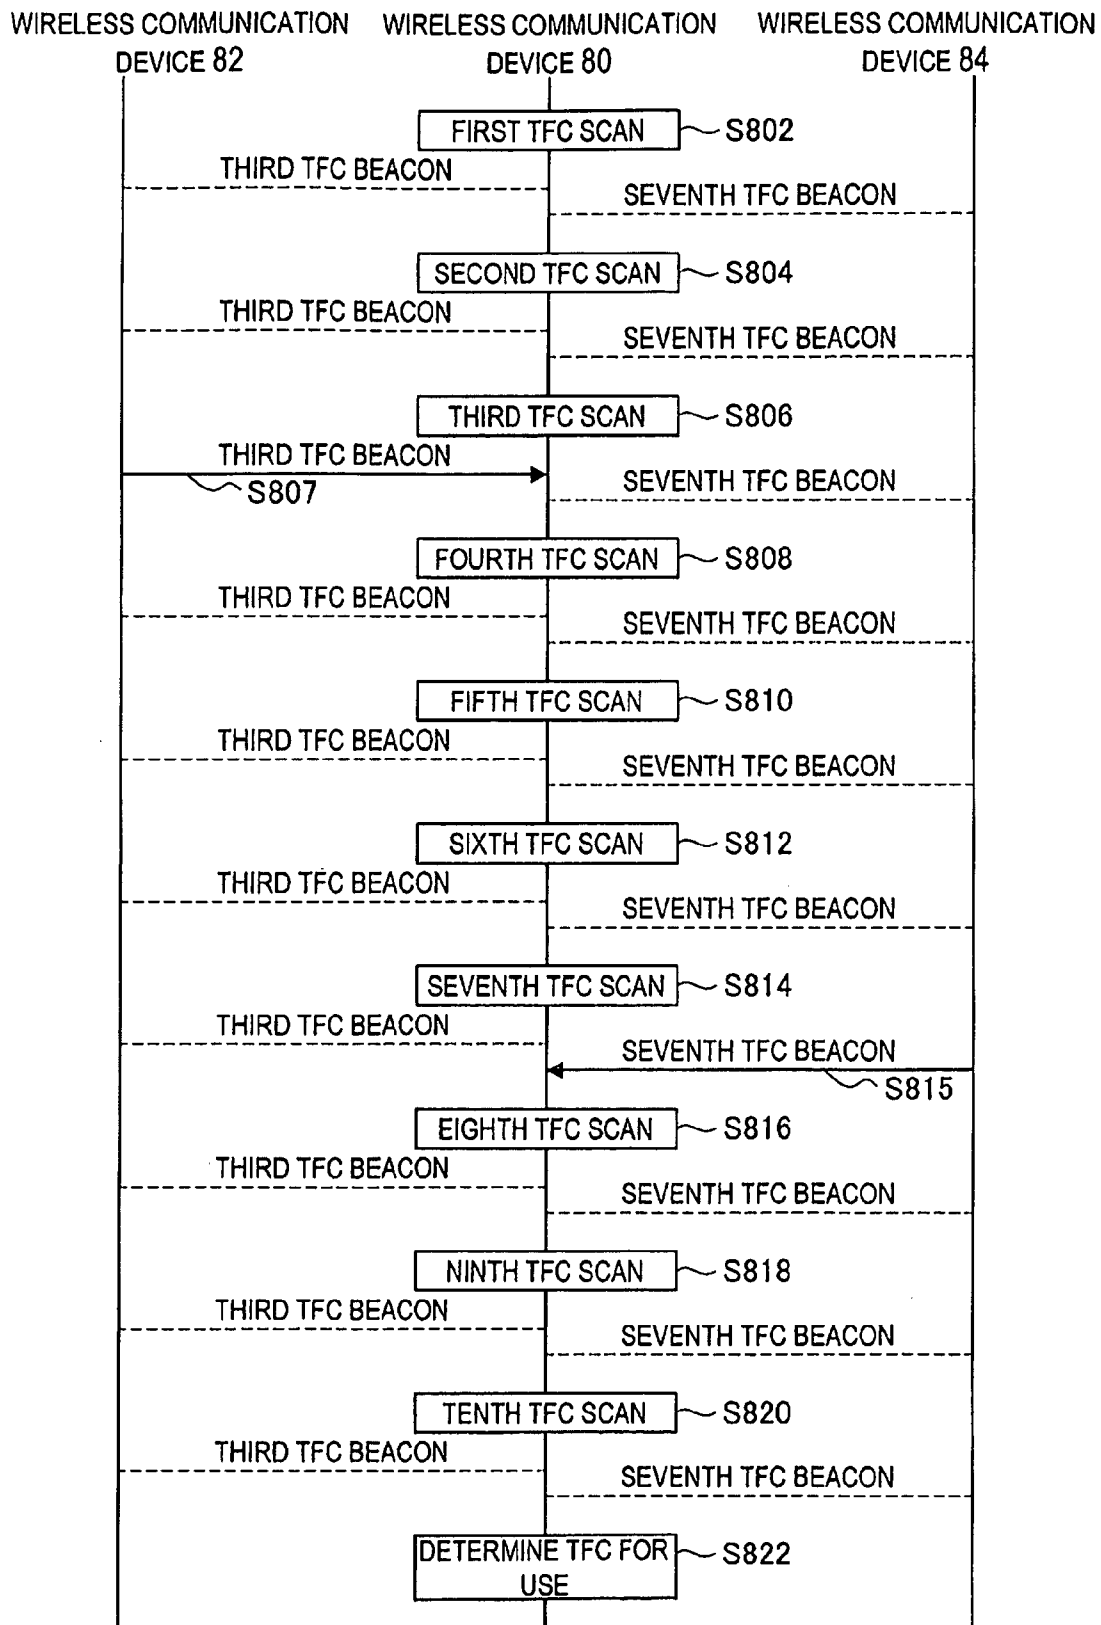 WIRELESS COMMUNICATION DEVICE 82
WIRELESS COMMUNICATION DEVICE 80
WIRELESS COMMUNICATION DEVICE 84
FIRST TFC SCAN
S802
THIRD TFC BEACON
SEVENTH TFC BEACON
SECOND TFC SCAN
S804
THIRD TFC BEACON
SEVENTH TFC BEACON
THIRD TFC SCAN
S806
THIRD TFC BEACON
S807
SEVENTH TFC BEACON
FOURTH TFC SCAN
S808
THIRD TFC BEACON
SEVENTH TFC BEACON
FIFTH TFC SCAN
S810
THIRD TFC BEACON
SEVENTH TFC BEACON
SIXTH TFC SCAN
S812
THIRD TFC BEACON
SEVENTH TFC BEACON
SEVENTH TFC SCAN
S814
THIRD TFC BEACON
SEVENTH TFC BEACON
S815
EIGHTH TFC SCAN
S816
THIRD TFC BEACON
SEVENTH TFC BEACON
NINTH TFC SCAN
S818
THIRD TFC BEACON
SEVENTH TFC BEACON
TENTH TFC SCAN
S820
THIRD TFC BEACON
SEVENTH TFC BEACON
DETERMINE TFC FOR
USE
S822